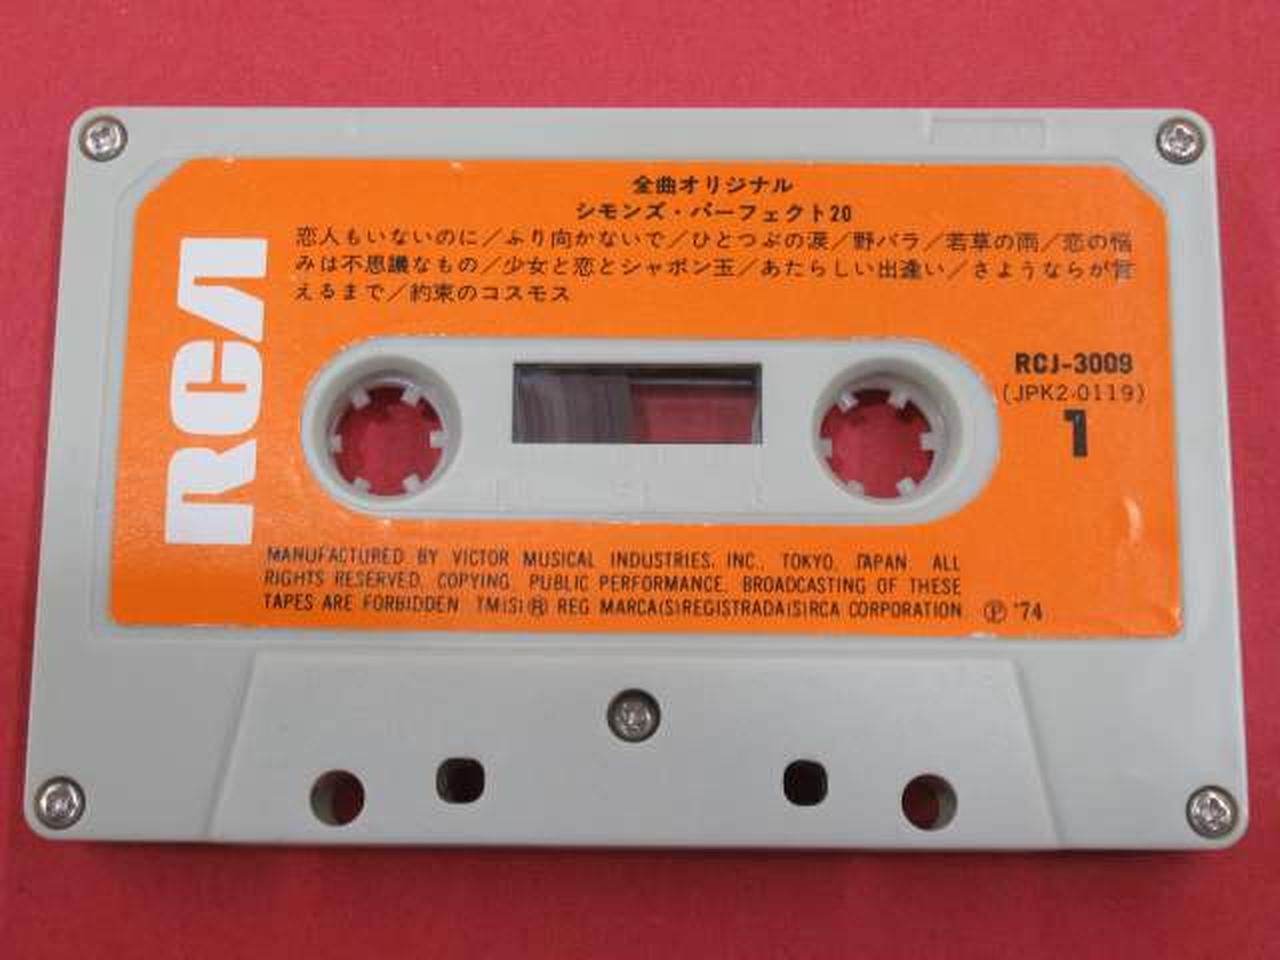 全曲オリジナル
シモンズ・パーフェクト20
恋人もいないのに／ふり向かないで／ひとつぶの涙／野バラ／若草の雨／恋の悩
みは不思議なもの／少女と恋とシャボン玉／あたらしい出逢い／さようならが言
えるまで／約束のコスモス
RCA
RCJ-3009
(JPK2-0119)
1
MANUFACTURED BY VICTOR MUSICAL INDUSTRIES, INC., TOKYO, JAPAN. ALL
RIGHTS RESERVED. COPYING, PUBLIC PERFORMANCE, BROADCASTING OF THESE
TAPES ARE FORBIDDEN. TM(S)® REG MARCA(S)REGISTRADA(S)RCA CORPORATION Ⓟ '74